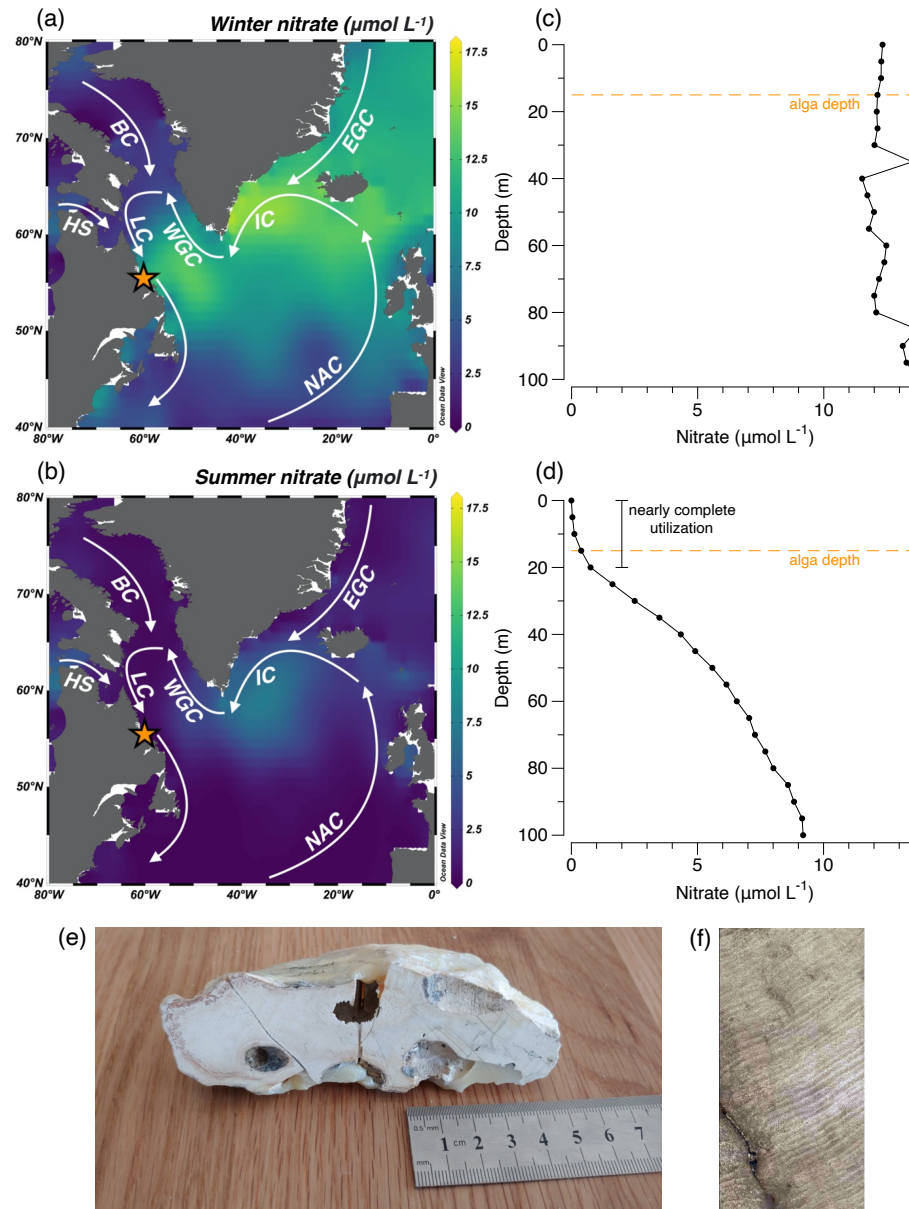 (a)
Winter nitrate (µmol L⁻¹)
80°N
70°N
60°N
50°N
40°N
80°W
60°W
40°W
20°W
0°
BC
EGC
HS
LC
WGC
IC
NAC
Ocean Data View
17.5
15
12.5
10
7.5
5
2.5
0
(c)
0
20
40
60
80
100
Depth (m)
alga depth
0
5
10
Nitrate (µmol L⁻¹)
(b)
Summer nitrate (µmol L⁻¹)
80°N
70°N
60°N
50°N
40°N
80°W
60°W
40°W
20°W
0°
BC
EGC
HS
LC
WGC
IC
NAC
Ocean Data View
17.5
15
12.5
10
7.5
5
2.5
0
(d)
0
20
40
60
80
100
Depth (m)
nearly complete
utilization
alga depth
0
5
10
Nitrate (µmol L⁻¹)
(e)
0.5 mm
1 cm 2 3 4 5 6 7
mm
(f)